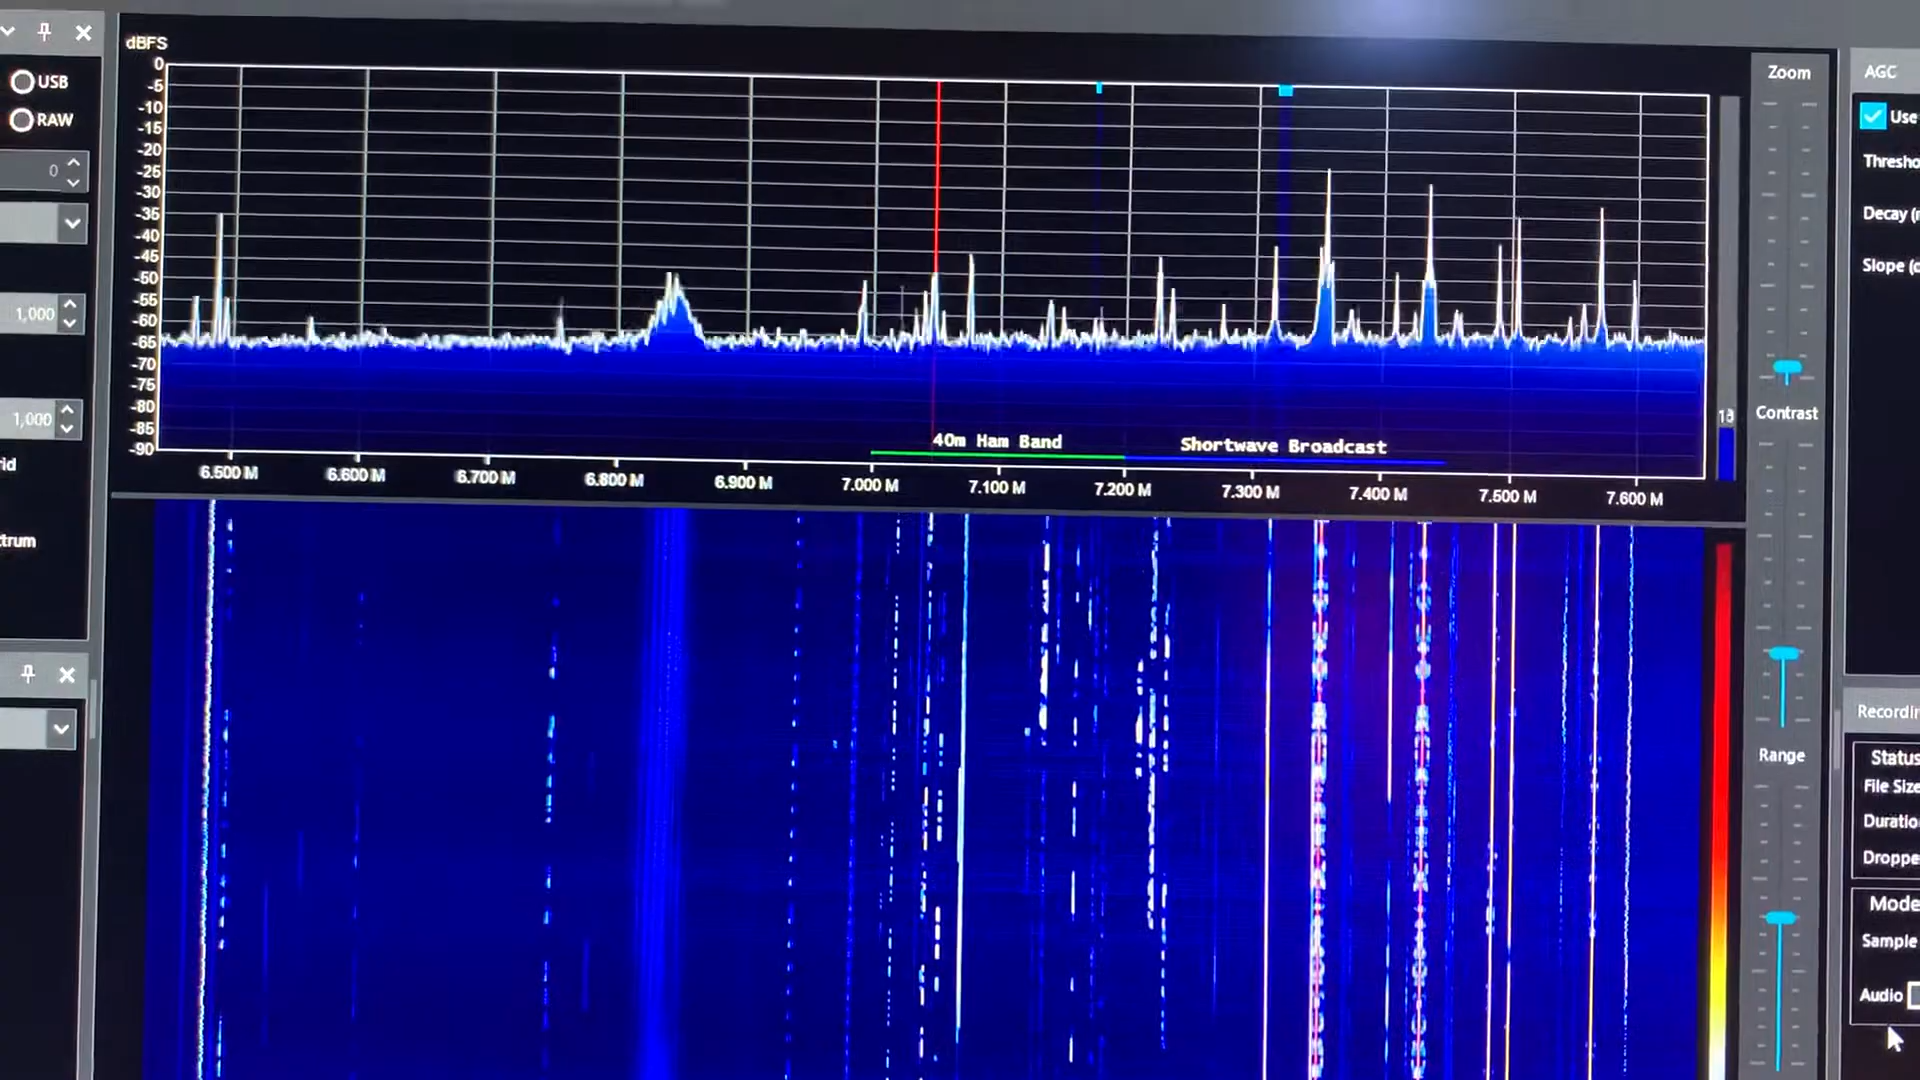 USB
RAW
0
1,000
1,000
rid
trum
dBFS
0
-5
-10
-15
-20
-25
-30
-35
-40
-45
-50
-55
-60
-65
-70
-75
-80
-85
-90
40m Ham Band
Shortwave Broadcast
6.500 M 6.600 M 6.700 M 6.800 M 6.900 M 7.000 M 7.100 M 7.200 M 7.300 M 7.400 M 7.500 M 7.600 M
Zoom
Contrast
Range
AGC
Use
Thresho
Decay (
Slope (
Recordin
Status
File Size
Duratio
Droppe
Mode
Sample
Audio